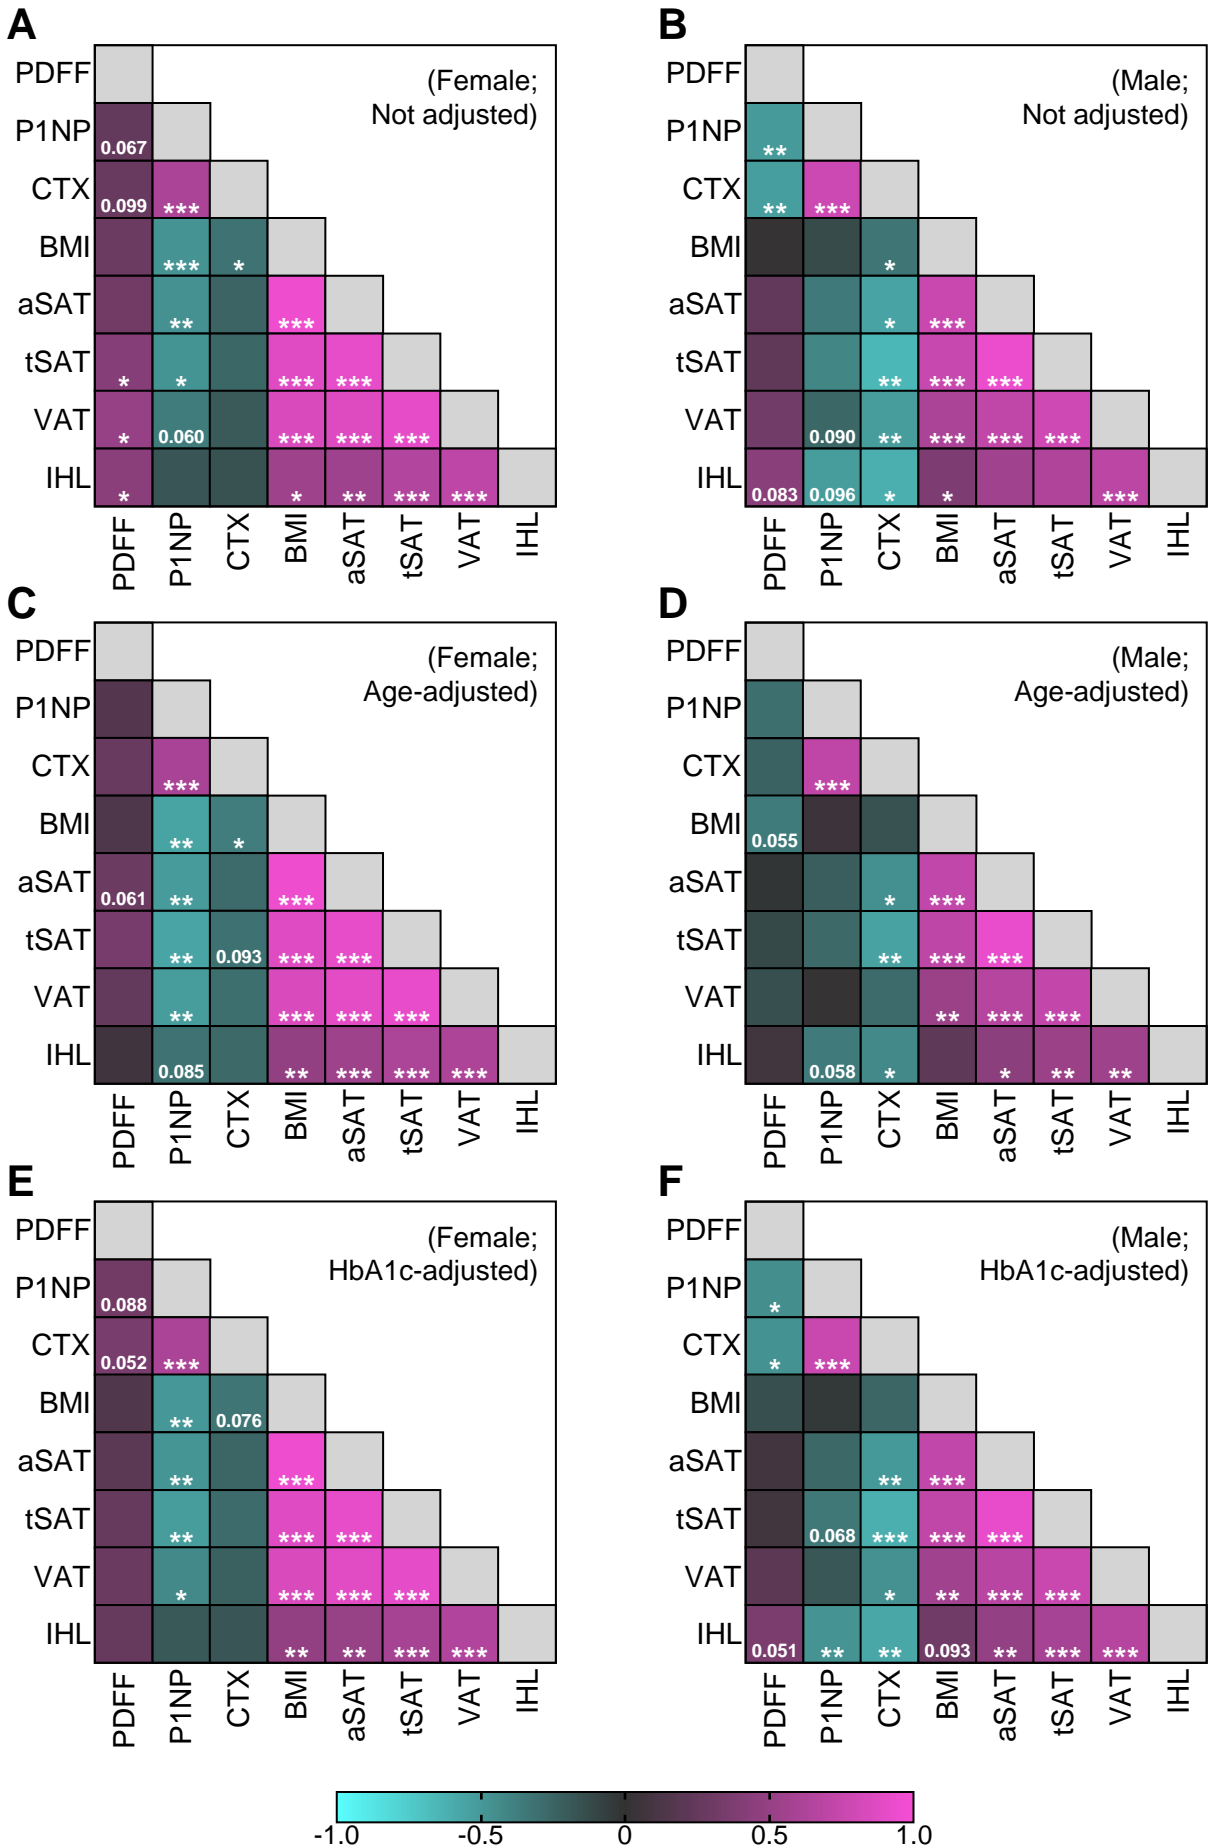 A
B
PDFF
(Female;
PDFF
(Male;
Not adjusted)
Not adjusted)
P1NP
0.067
P1NP
**
CTX
0.099 ***
CTX
** ***
BMI
*** *
BMI
*
aSAT
** ***
aSAT
* ***
tSAT
* * *** ***
tSAT
** *** ***
VAT
* 0.060 *** *** ***
VAT
0.090 ** *** *** ***
IHL
* * ** *** ***
IHL
0.083 0.096 * * ***
PDFF P1NP CTX BMI aSAT tSAT VAT IHL
PDFF P1NP CTX BMI aSAT tSAT VAT IHL
C
D
PDFF
(Female;
PDFF
(Male;
Age-adjusted)
Age-adjusted)
P1NP
P1NP
CTX
***
CTX
***
BMI
** *
BMI
0.055
aSAT
0.061 ** ***
aSAT
* ***
tSAT
** 0.093 *** ***
tSAT
** *** ***
VAT
** *** *** ***
VAT
** *** ***
IHL
0.085 ** *** *** ***
IHL
0.058 * * ** **
PDFF P1NP CTX BMI aSAT tSAT VAT IHL
PDFF P1NP CTX BMI aSAT tSAT VAT IHL
E
F
PDFF
(Female;
PDFF
(Male;
HbA1c-adjusted)
HbA1c-adjusted)
P1NP
0.088
P1NP
*
CTX
0.052 ***
CTX
* ***
BMI
** 0.076
BMI
aSAT
** ***
aSAT
** ***
tSAT
** *** ***
tSAT
0.068 *** *** ***
VAT
* *** *** ***
VAT
* ** *** ***
IHL
** ** *** ***
IHL
0.051 ** ** 0.093 ** *** ***
PDFF P1NP CTX BMI aSAT tSAT VAT IHL
PDFF P1NP CTX BMI aSAT tSAT VAT IHL
-1.0 -0.5 0 0.5 1.0